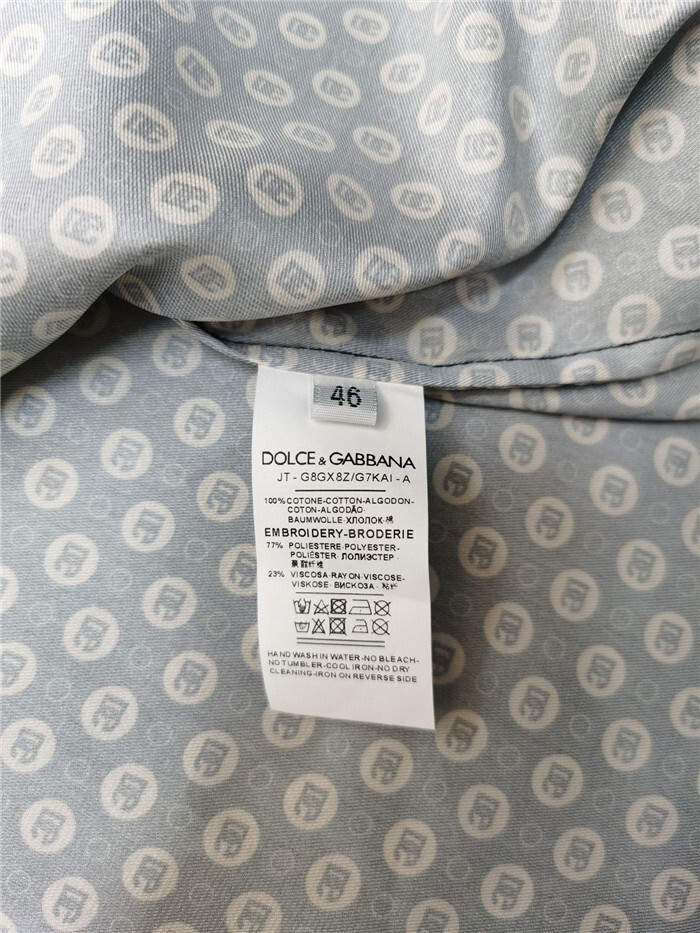 46
DOLCE & GABBANA
JT - G8GX8Z/G7KAI - A
100% COTONE-COTTON-ALGODON-
COTON-ALGODÃO·
BAUMWOLLE·ХЛОПОК·棉
EMBROIDERY-BRODERIE
77% POLIESTERE·POLYESTER-
POLIÉSTER·ПОЛИЭСТЕР·
聚酯纤维
23% VISCOSA·RAYON·VISCOSE-
VISKOSE·ВИСКОЗА·粘纤
HAND WASH IN WATER-NO BLEACH-
NO TUMBLER-COOL IRON-NO DRY
CLEANING-IRON ON REVERSE SIDE